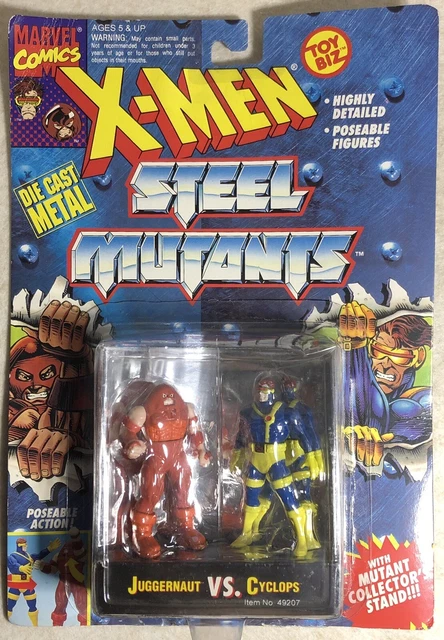 MARVEL
COMICS
AGES 5 & UP
WARNING: May contain small parts.
Not recommended for children under 3
years of age or for those who still put
objects in their mouths.
X-MEN®
TOY
BIZ
• HIGHLY
DETAILED
• POSEABLE
FIGURES
DIE CAST
METAL
STEEL
MUTANTS™
POSEABLE
ACTION!
JUGGERNAUT VS. CYCLOPS
Item No. 49207
WITH
MUTANT
COLLECTOR
STAND!!!